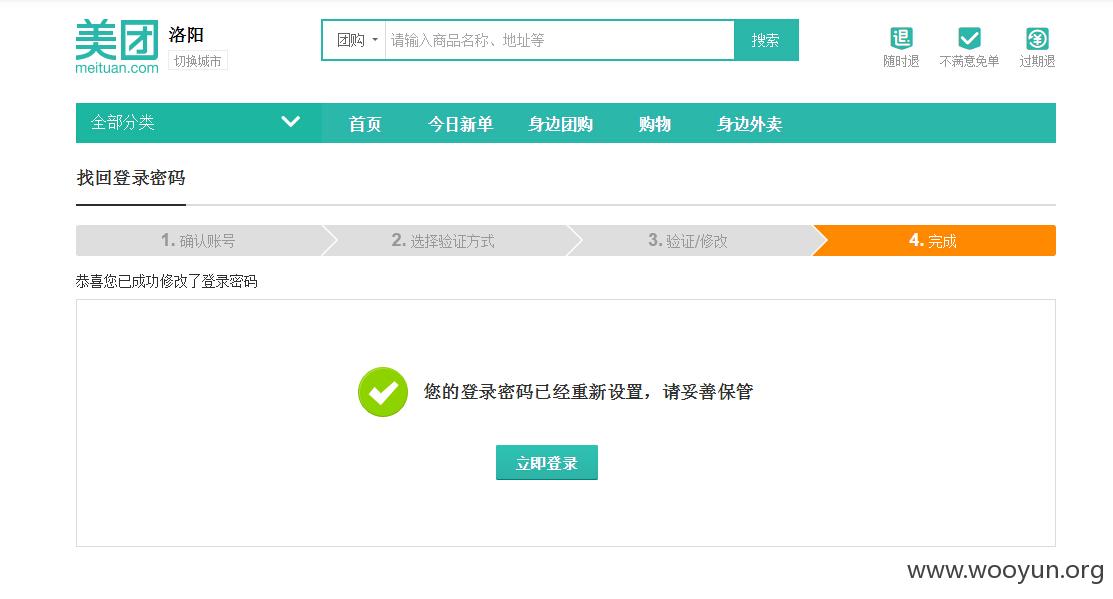 美团
meituan.com
洛阳
切换城市
团购
请输入商品名称、地址等
搜索
退
随时退
不满意免单
过期退
全部分类
首页
今日新单
身边团购
购物
身边外卖
找回登录密码
1. 确认账号
2. 选择验证方式
3. 验证/修改
4. 完成
恭喜您已成功修改了登录密码
您的登录密码已经重新设置，请妥善保管
立即登录
www.wooyun.org